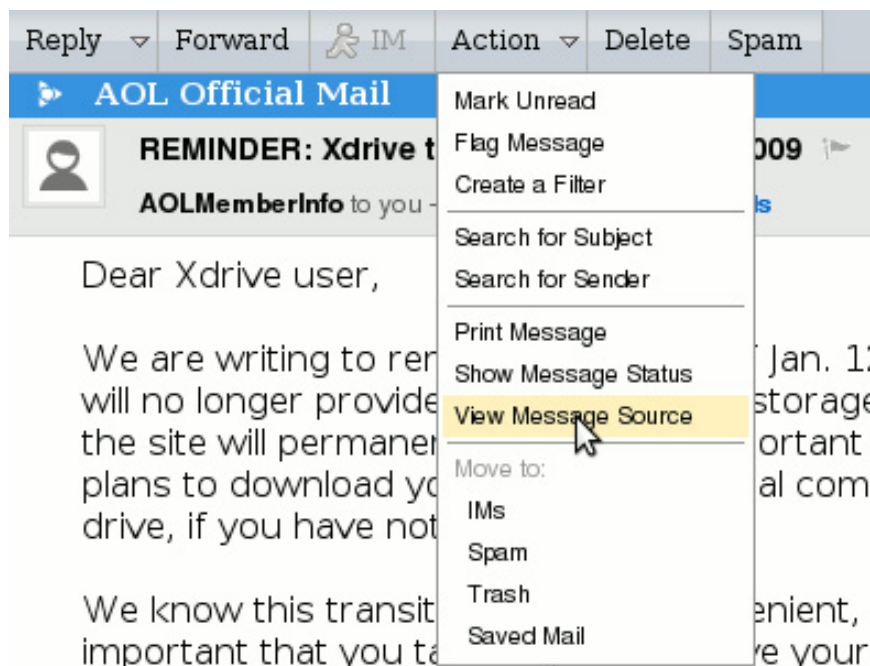 Reply Forward IM Action Delete Spam
AOL Official Mail
REMINDER: Xdrive t 009
AOLMemberInfo to you -
Mark Unread
Flag Message
Create a Filter
Search for Subject
Search for Sender
Print Message
Show Message Status
View Message Source
Move to:
IMs
Spam
Trash
Saved Mail
Dear Xdrive user,
We are writing to rer Jan. 12
will no longer provide storage
the site will permaner ortant
plans to download yo al com
drive, if you have not
We know this transit enient,
important that you ta ve your